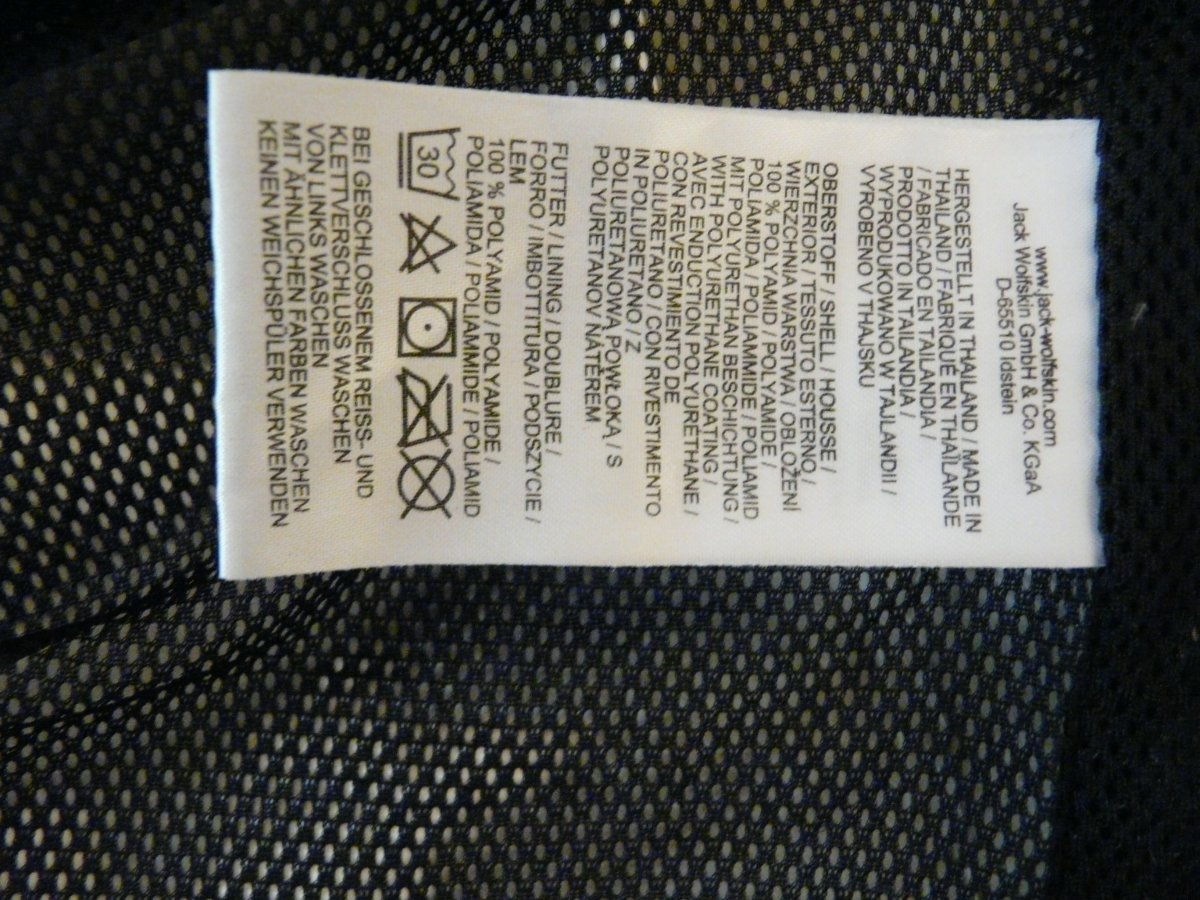 www.jack-wolfskin.com
Jack Wolfskin GmbH & Co. KGaA
D-65510 Idstein
HERGESTELLT IN THAILAND / MADE IN
THAILAND / FABRIQUÉ EN THAÏLANDE
/ FABRICADO EN TAILANDIA /
PRODOTTO IN TAILANDIA /
WYPRODUKOWANO W TAJLANDII /
VYROBENO V THAJSKU
OBERSTOFF / SHELL / HOUSSE /
EXTERIOR / TESSUTO ESTERNO /
WIERZCHNIA WARSTWA / OBLOŽENÍ
100 % POLYAMID / POLYAMIDE /
POLIAMIDA / POLIAMMIDE / POLIAMID
MIT POLYURETHAN BESCHICHTUNG /
WITH POLYURETHANE COATING /
AVEC ENDUCTION POLYURETHANE /
CON REVESTIMIENTO DE
POLIURETANO / CON RIVESTIMENTO
IN POLIURETANO / Z
POLIURETANOWĄ POWŁOKĄ / S
POLYURETANOV NÁTĚREM
FUTTER / LINING / DOUBLURE /
FORRO / IMBOTTITURA / PODSZYCIE /
LEM
100 % POLYAMID / POLYAMIDE /
POLIAMIDA / POLIAMMIDE / POLIAMID
30
BEI GESCHLOSSENEM REISS- UND
KLETTVERSCHLUSS WASCHEN
VON LINKS WASCHEN
MIT ÄHNLICHEN FARBEN WASCHEN
KEINEN WEICHSPÜLER VERWENDEN